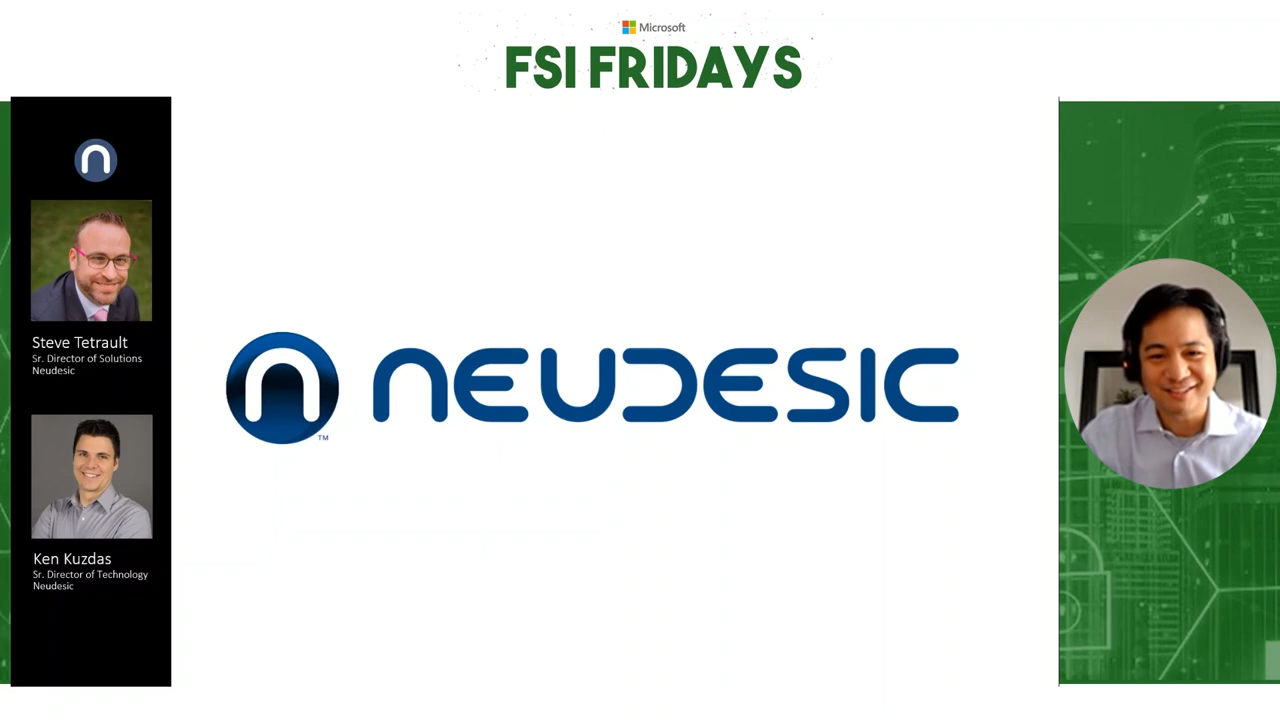 Microsoft
FSI FRIDAYS
Steve Tetrault
Sr. Director of Solutions
Neudesic
Ken Kuzdas
Sr. Director of Technology
Neudesic
n NEUDESIC
TM